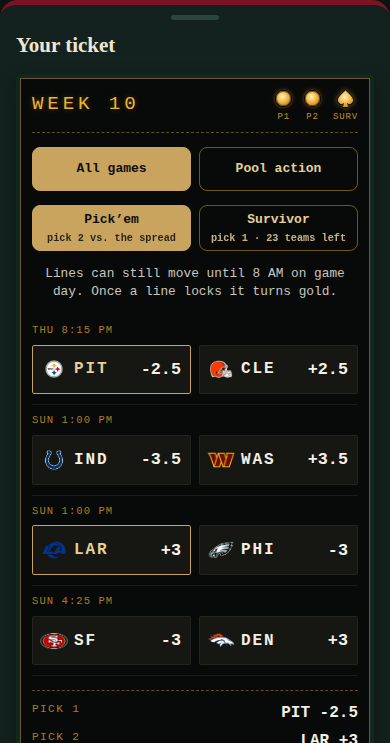 Your ticket
WEEK 10
P1 P2 SURV
All games
Pool action
Pick’em
pick 2 vs. the spread
Survivor
pick 1 · 23 teams left
Lines can still move until 8 AM on game
day. Once a line locks it turns gold.
THU 8:15 PM
PIT -2.5
CLE +2.5
SUN 1:00 PM
IND -3.5
WAS +3.5
SUN 1:00 PM
LAR +3
PHI -3
SUN 4:25 PM
SF -3
DEN +3
PICK 1 PIT -2.5
PICK 2 LAR +3